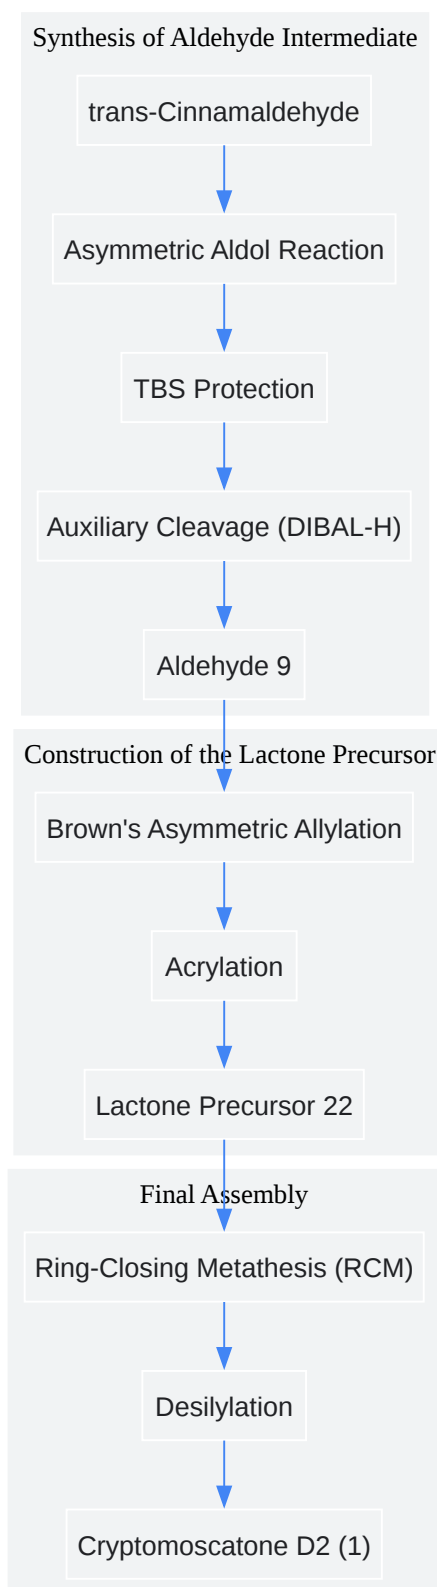 Synthesis of Aldehyde Intermediate
trans-Cinnamaldehyde
Asymmetric Aldol Reaction
TBS Protection
Auxiliary Cleavage (DIBAL-H)
Aldehyde 9
Construction of the Lactone Precursor
Brown's Asymmetric Allylation
Acrylation
Lactone Precursor 22
Final Assembly
Ring-Closing Metathesis (RCM)
Desilylation
Cryptomoscatone D2 (1)